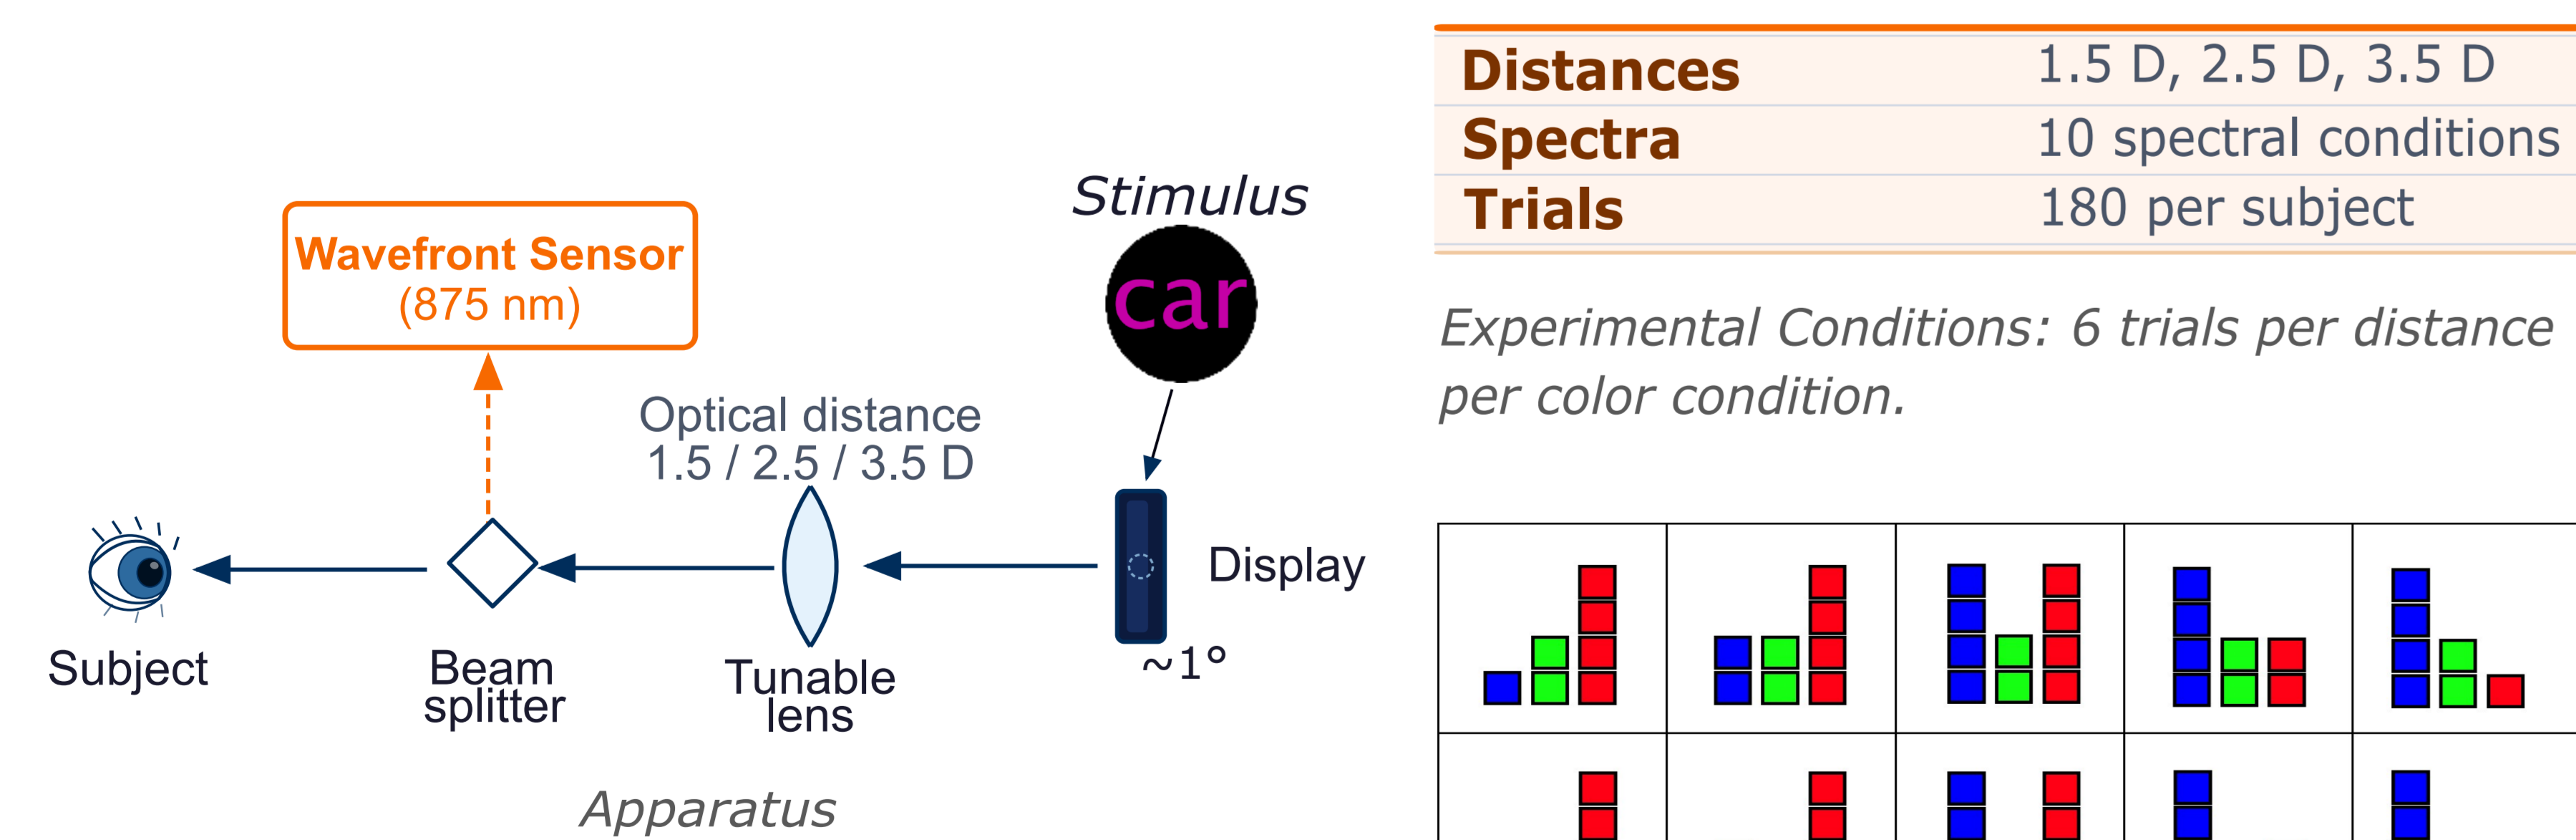 Wavefront Sensor
(875 nm)
Stimulus
car
Optical distance
1.5 / 2.5 / 3.5 D
Display
~1°
Subject
Beam
splitter
Tunable
lens
Apparatus
Distances 1.5 D, 2.5 D, 3.5 D
Spectra 10 spectral conditions
Trials 180 per subject
Experimental Conditions: 6 trials per distance
per color condition.